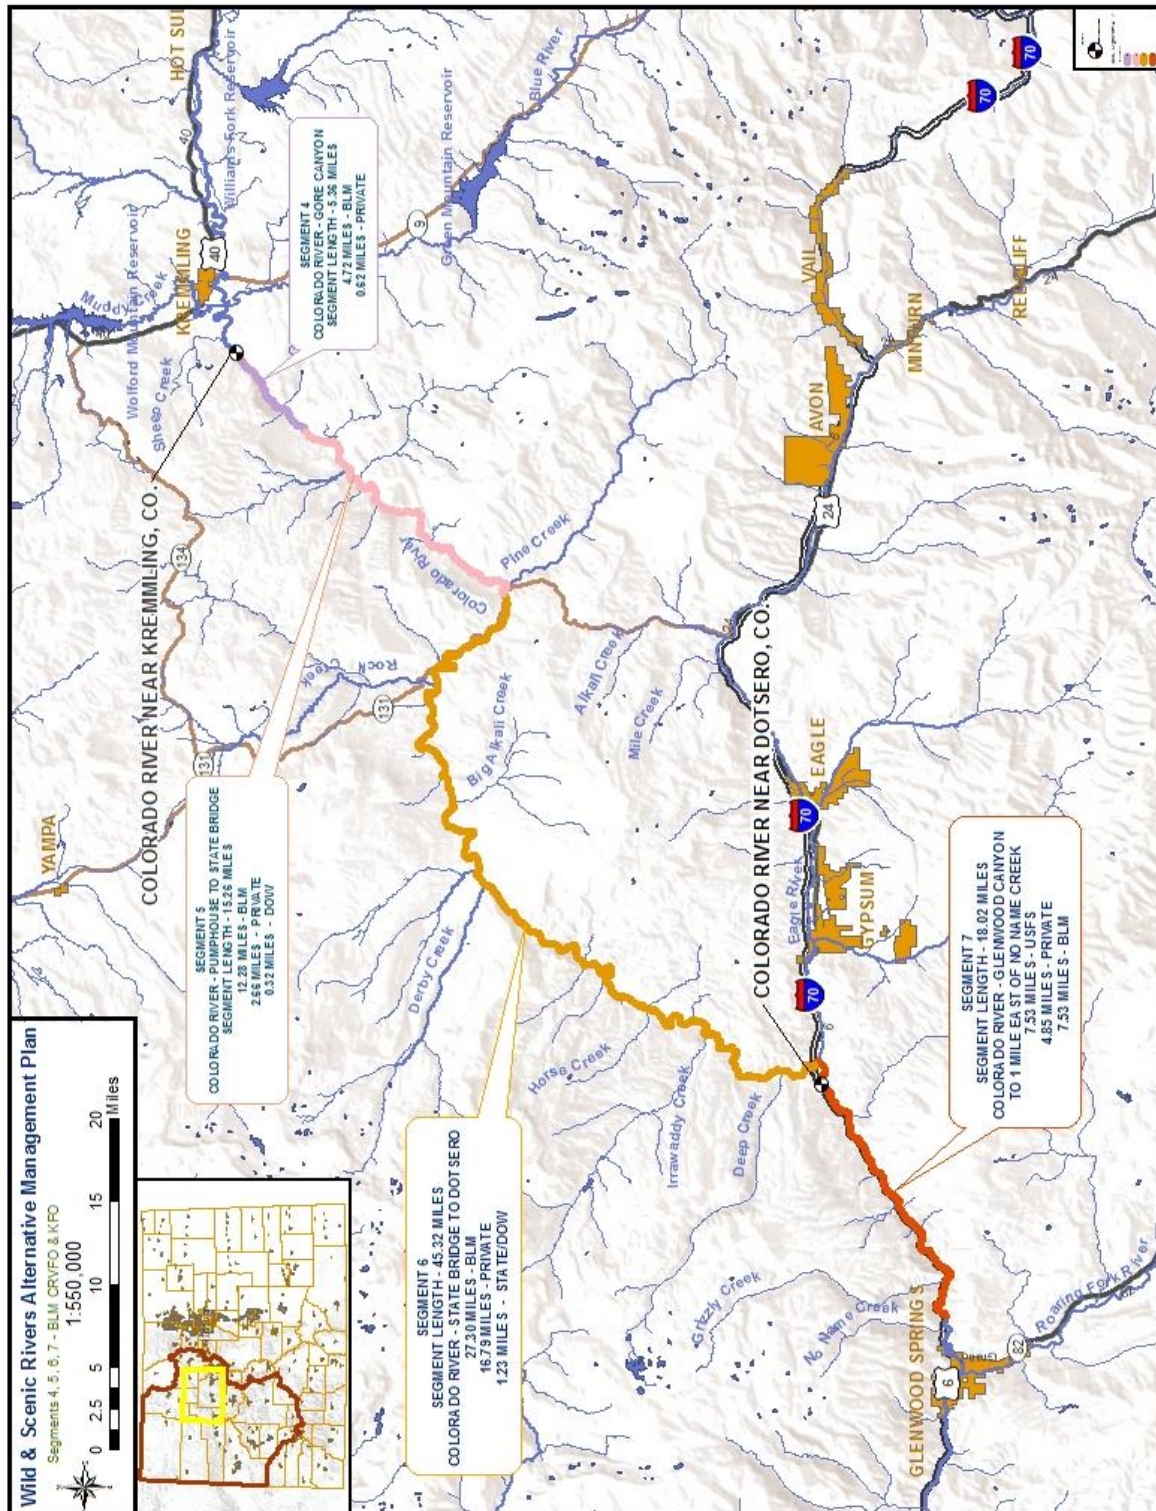 Wild & Scenic Rivers Alternative Management Plan
Segments 4, 5, 6, 7 - BLM CRVFO & KFO
1:550,000
0 2.5 5 10 15 20
Miles
YAMPA
131
131
134
COLORADO RIVER NEAR KREMMLING, CO.
Sheep Creek
Wolford Mountain Reservoir
Muddy Creek
KREMMLING
40
40
HOT SUL
Williams Fork Reservoir
SEGMENT 4
COLORADO RIVER - GORE CANYON
SEGMENT LENGTH - 5.36 MILES
4.72 MILES - BLM
0.62 MILES - PRIVATE
9
Green Mountain Reservoir
Blue River
SEGMENT 5
COLORADO RIVER - PUMPHOUSE TO STATE BRIDGE
SEGMENT LENGTH - 15.26 MILES
12.28 MILES - BLM
2.66 MILES - PRIVATE
0.32 MILES - DOW
Rock Creek
Colorado River
Pine Creek
Big Alkali Creek
Alkali Creek
Mile Creek
Derby Creek
SEGMENT 6
SEGMENT LENGTH - 45.32 MILES
COLORADO RIVER - STATE BRIDGE TO DOTSERO
27.30 MILES - BLM
16.79 MILES - PRIVATE
1.23 MILES - STATE/DOW
Horse Creek
Irrawaddy Creek
Deep Creek
Grizzly Creek
No Name Creek
COLORADO RIVER NEAR DOTSERO, CO.
Eagle River
70
6
GYPSUM
70
EAGLE
24
24
AVON
VAIL
MINTURN
REDCLIFF
24
70
70
SEGMENT 7
SEGMENT LENGTH - 18.02 MILES
COLORADO RIVER - GLENWOOD CANYON
TO 1 MILE EAST OF NO NAME CREEK
7.53 MILES - USFS
4.85 MILES - PRIVATE
7.53 MILES - BLM
GLENWOOD SPRINGS
6
82
Roaring Fork River